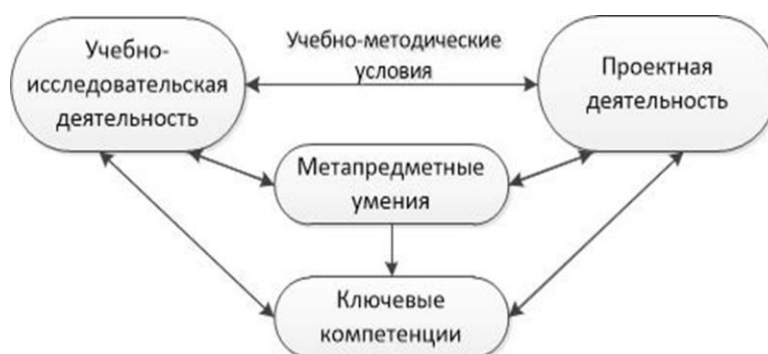 Учебно-
исследовательская
деятельность
Учебно-методические
условия
Проектная
деятельность
Метапредметные
умения
Ключевые
компетенции